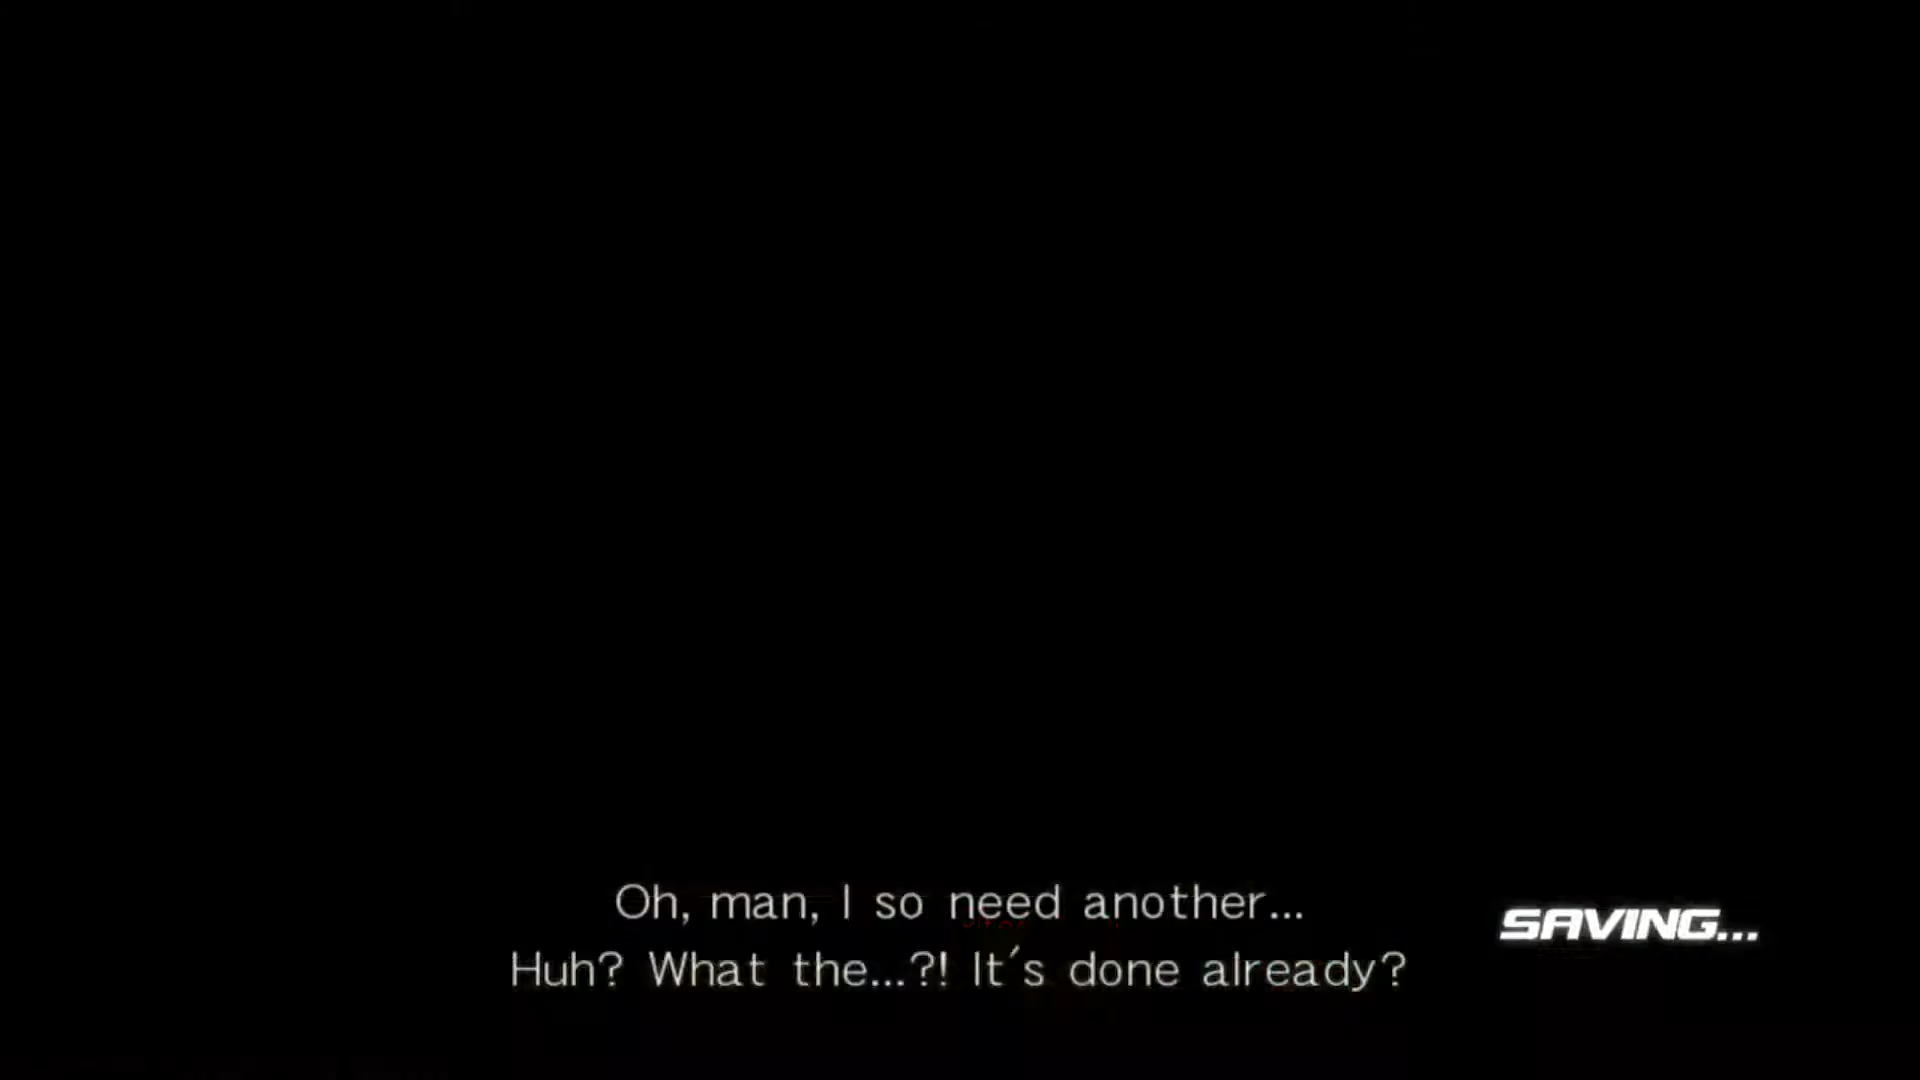 Oh, man, I so need another...
Huh? What the...?! It's done already?
SAVING...